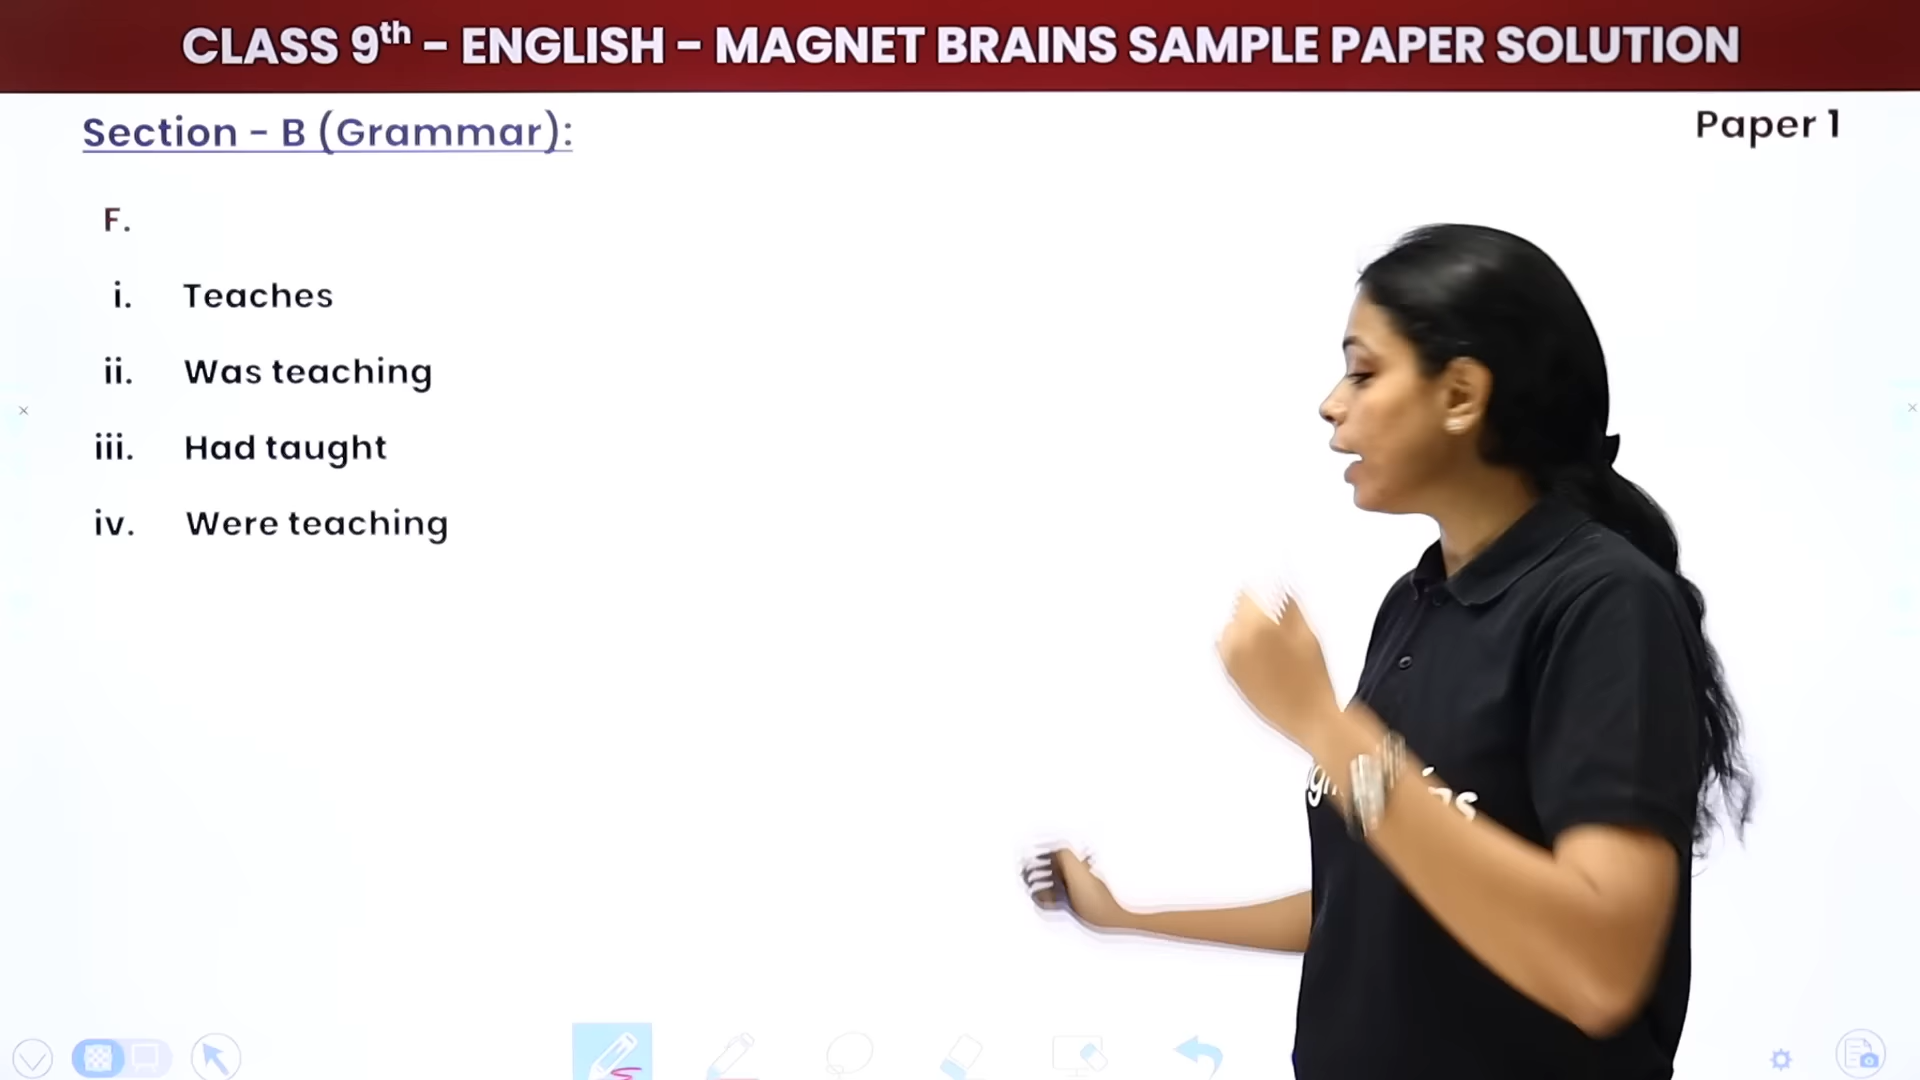 CLASS 9th – ENGLISH – MAGNET BRAINS SAMPLE PAPER SOLUTION
Section - B (Grammar):
Paper 1
F.
i. Teaches
ii. Was teaching
iii. Had taught
iv. Were teaching